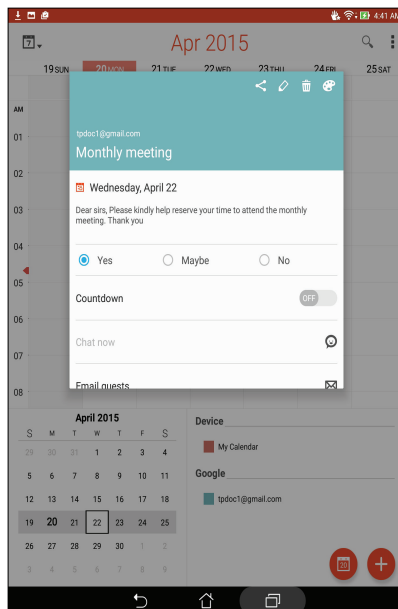 4:41 AM
7
Apr 2015
19 SUN 20 MON 21 TUE 22 WED 23 THU 24 FRI 25 SAT
AM
01
02
03
04
05
06
07
08
tpdoc1@gmail.com
Monthly meeting
Wednesday, April 22
Dear sirs, Please kindly help reserve your time to attend the monthly
meeting. Thank you
Yes Maybe No
Countdown OFF
Chat now
Email guests
April 2015
S M T W T F S
29 30 31 1 2 3 4
5 6 7 8 9 10 11
12 13 14 15 16 17 18
19 20 21 22 23 24 25
26 27 28 29 30 1 2
3 4 5 6 7 8 9
Device
My Calendar
Google
tpdoc1@gmail.com
20